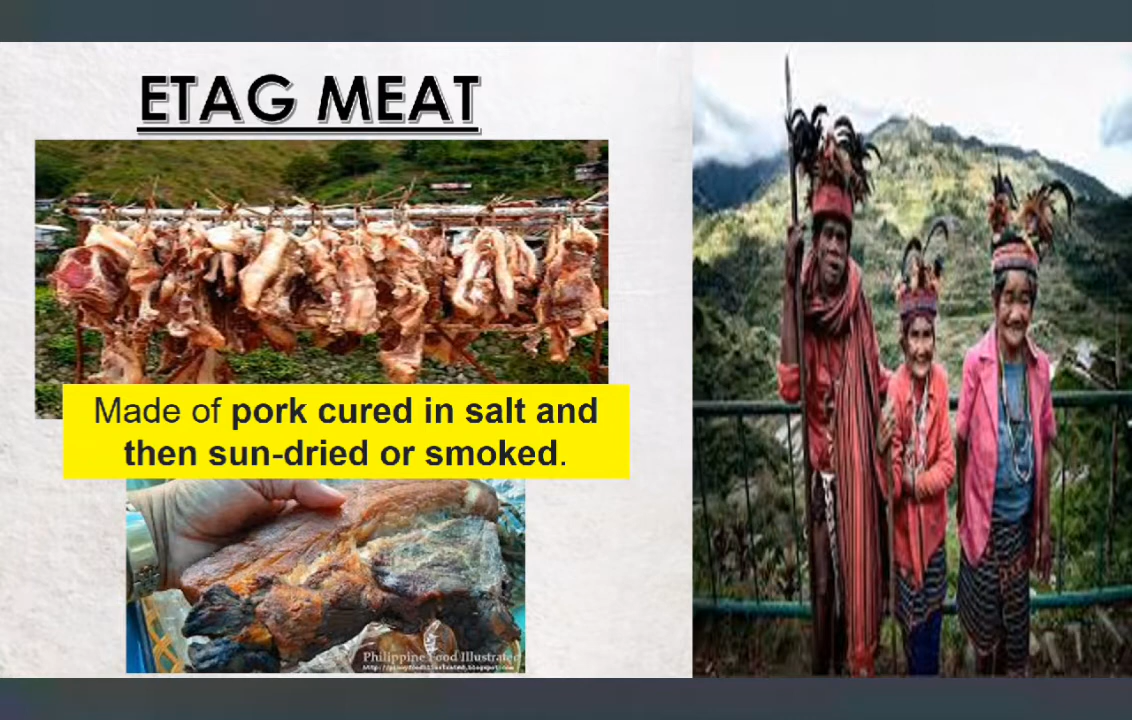 ETAG MEAT
Made of pork cured in salt and
then sun-dried or smoked.
Philippine Food Illustrated